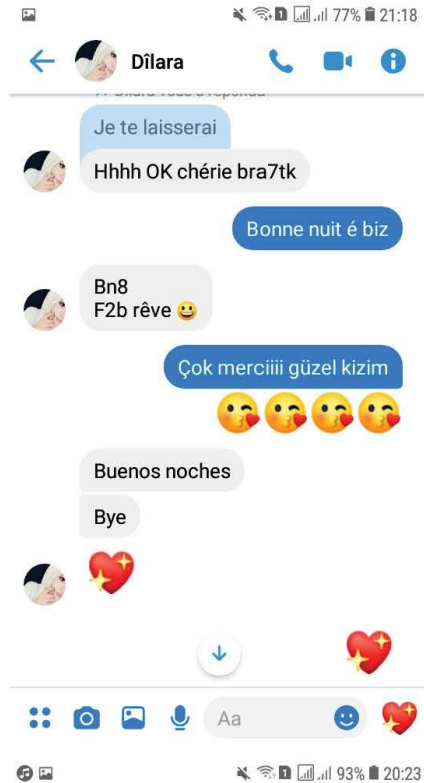 77% 21:18
Dîlara
Je te laisserai
Hhhh OK chérie bra7tk
Bonne nuit é biz
Bn8
F2b rêve
Çok merciiii güzel kizim
Buenos noches
Bye
Aa
93% 20:23